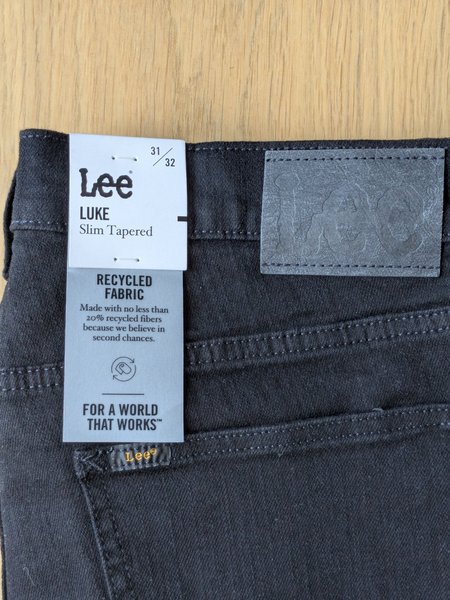 31/32
Lee®
LUKE
Slim Tapered
RECYCLED
FABRIC
Made with no less than
20% recycled fibers
because we believe in
second chances.
FOR A WORLD
THAT WORKS™
Lee
Lee®